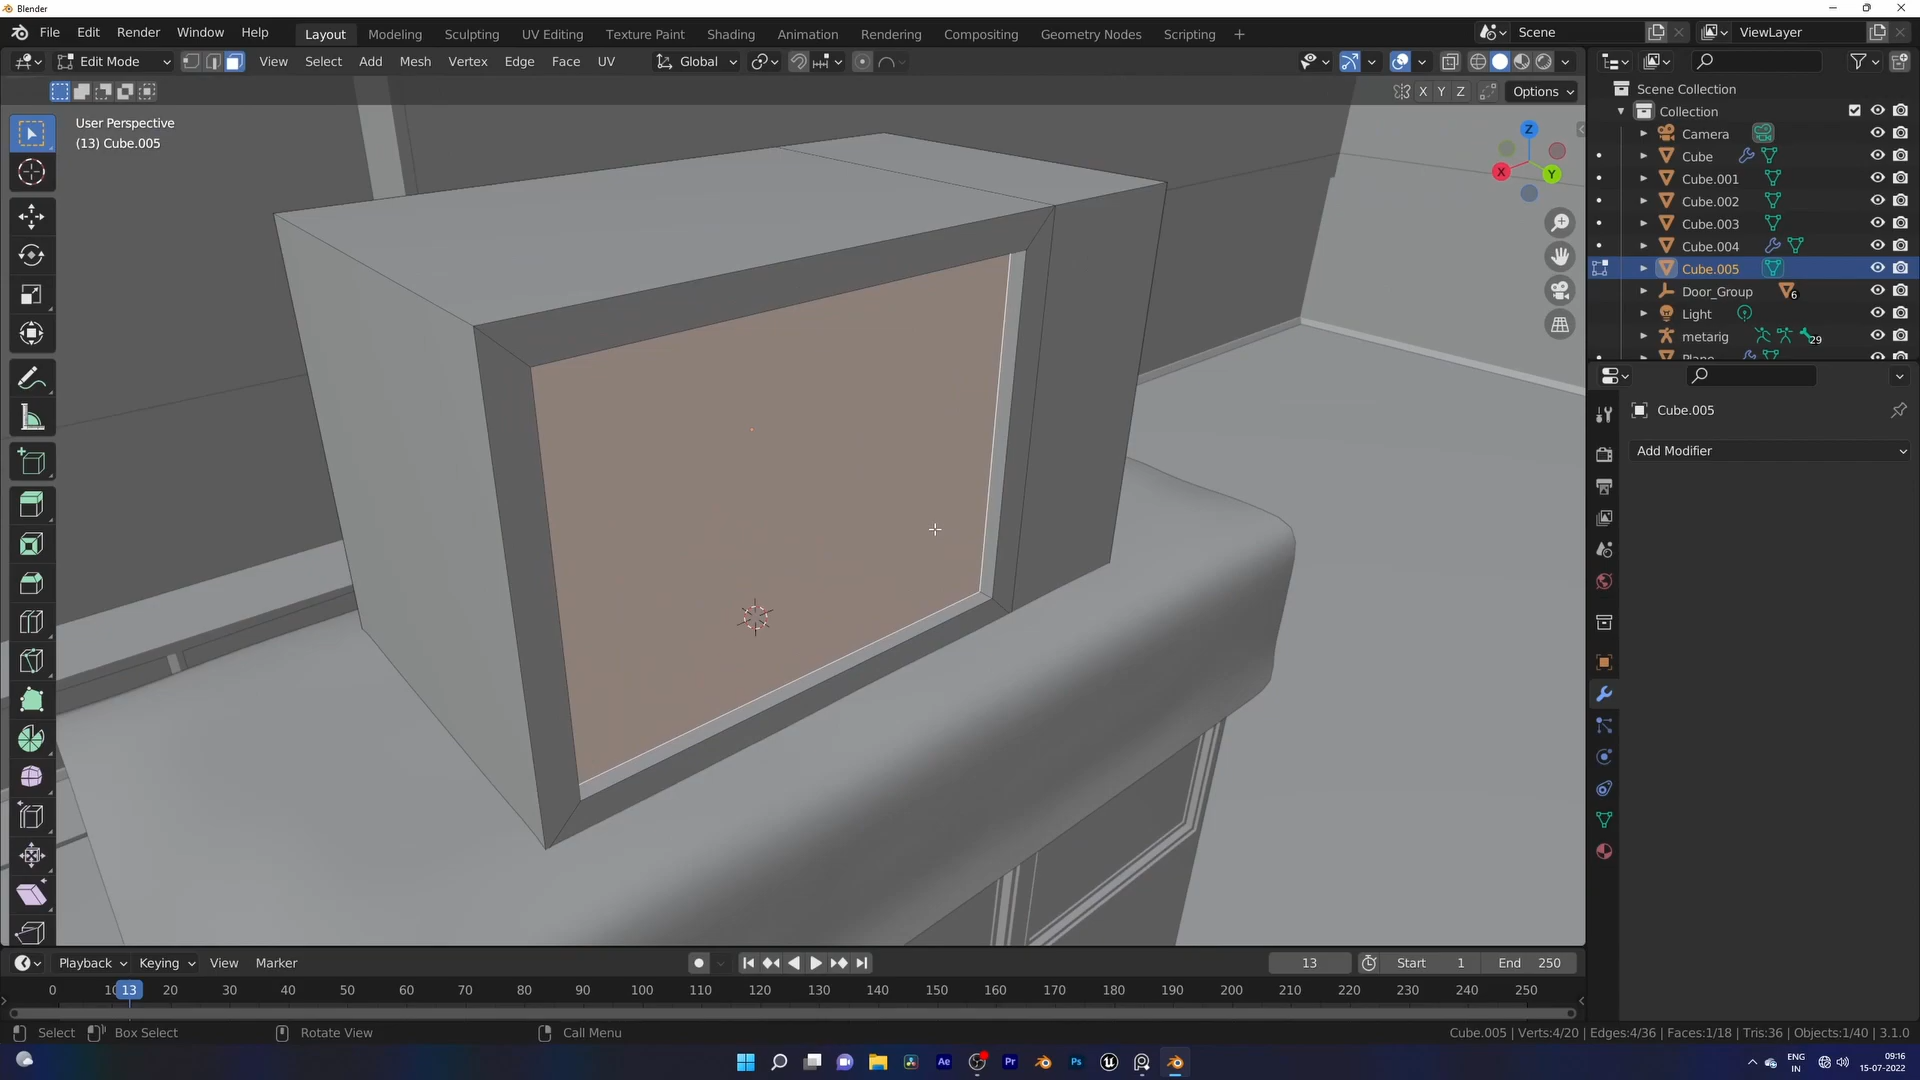 Blender
File Edit Render Window Help Layout Modeling Sculpting UV Editing Texture Paint Shading Animation Rendering Compositing Geometry Nodes Scripting + Scene ViewLayer
Edit Mode View Select Add Mesh Vertex Edge Face UV Global
X Y Z Options
User Perspective
(13) Cube.005
Z
X
Y
Scene Collection
Collection
Camera
Cube
Cube.001
Cube.002
Cube.003
Cube.004
Cube.005
Door_Group 6
Light
metarig 29
Plane
Cube.005
Add Modifier
Playback Keying View Marker 13 Start 1 End 250
0 10 13 20 30 40 50 60 70 80 90 100 110 120 130 140 150 160 170 180 190 200 210 220 230 240 250
Select Box Select Rotate View Call Menu Cube.005 | Verts:4/20 | Edges:4/36 | Faces:1/18 | Tris:36 | Objects:1/40 | 3.1.0
Ae Pr Ps
ENG
IN
09:16
15-07-2022